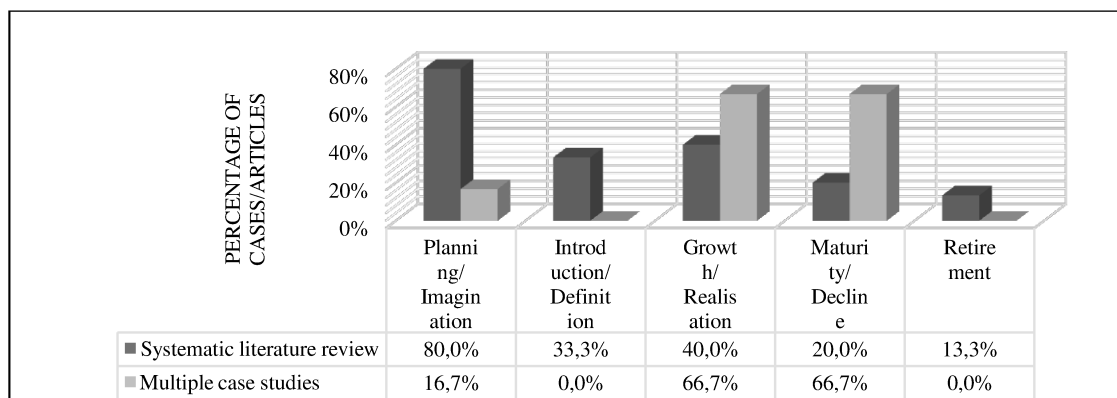 PERCENTAGE OF
CASES/ARTICLES
80%
60%
40%
20%
0%
Planni
ng/
Imagin
ation
Introd
uction/
Definit
ion
Growt
h/
Realis
ation
Maturi
ty/
Declin
e
Retire
ment
Systematic literature review 80,0% 33,3% 40,0% 20,0% 13,3%
Multiple case studies 16,7% 0,0% 66,7% 66,7% 0,0%